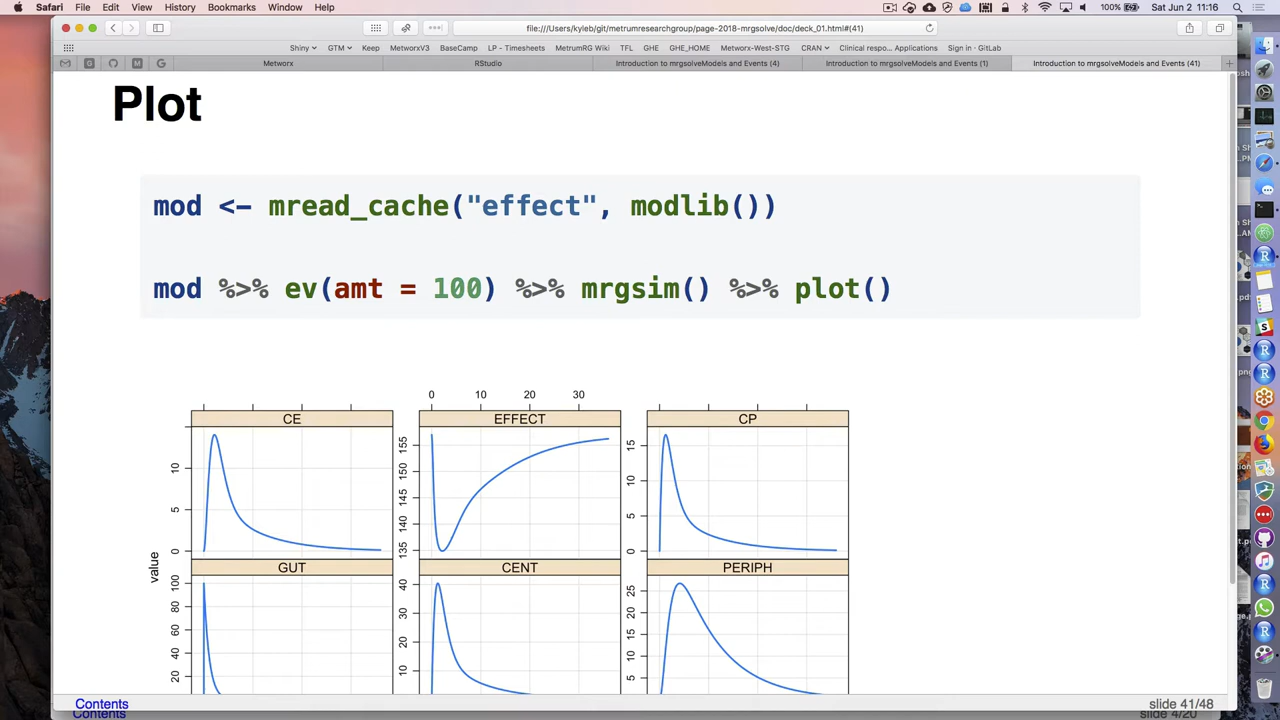 Safari File Edit View History Bookmarks Window Help 100% Sat Jun 2 11:16
file:///Users/kyleb/git/metrumresearchgroup/page-2018-mrgsolve/doc/deck_01.html#(41)
Shiny GTM Keep MetworxV3 BaseCamp LP - Timesheets MetrumRG Wiki TFL GHE GHE_HOME Metworx-West-STG CRAN Clinical respo... Applications Sign in · GitLab
Metworx RStudio Introduction to mrgsolveModels and Events (4) Introduction to mrgsolveModels and Events (1) Introduction to mrgsolveModels and Events (41)
Plot
mod <- mread_cache("effect", modlib())
mod %>% ev(amt = 100) %>% mrgsim() %>% plot()
0 10 20 30
CE EFFECT CP
10
5
0
155
150
145
140
135
15
10
5
0
value
GUT CENT PERIPH
100
80
60
40
20
40
30
20
10
25
20
15
10
5
Contents slide 41/48
Contents slide 4/20